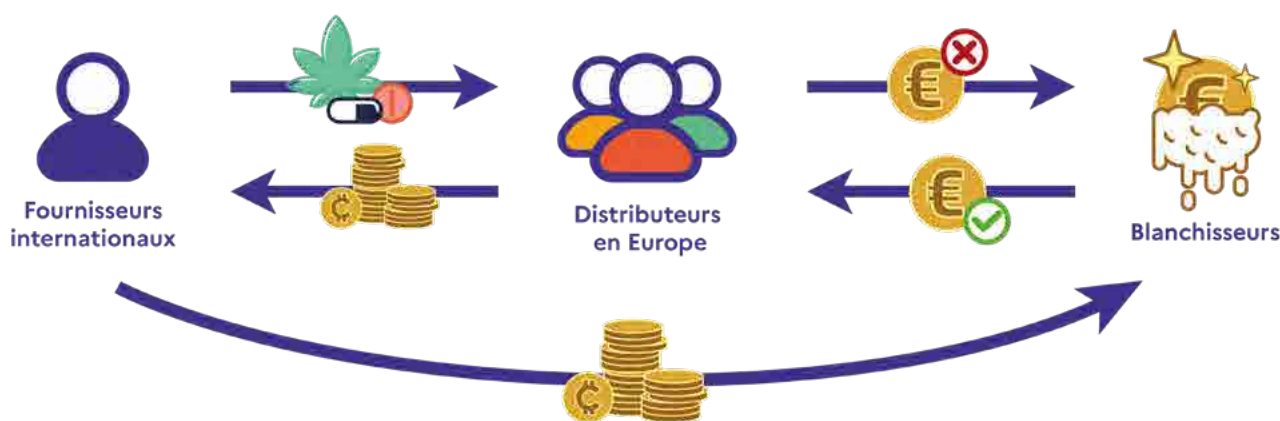 Fournisseurs
internationaux
Distributeurs
en Europe
Blanchisseurs